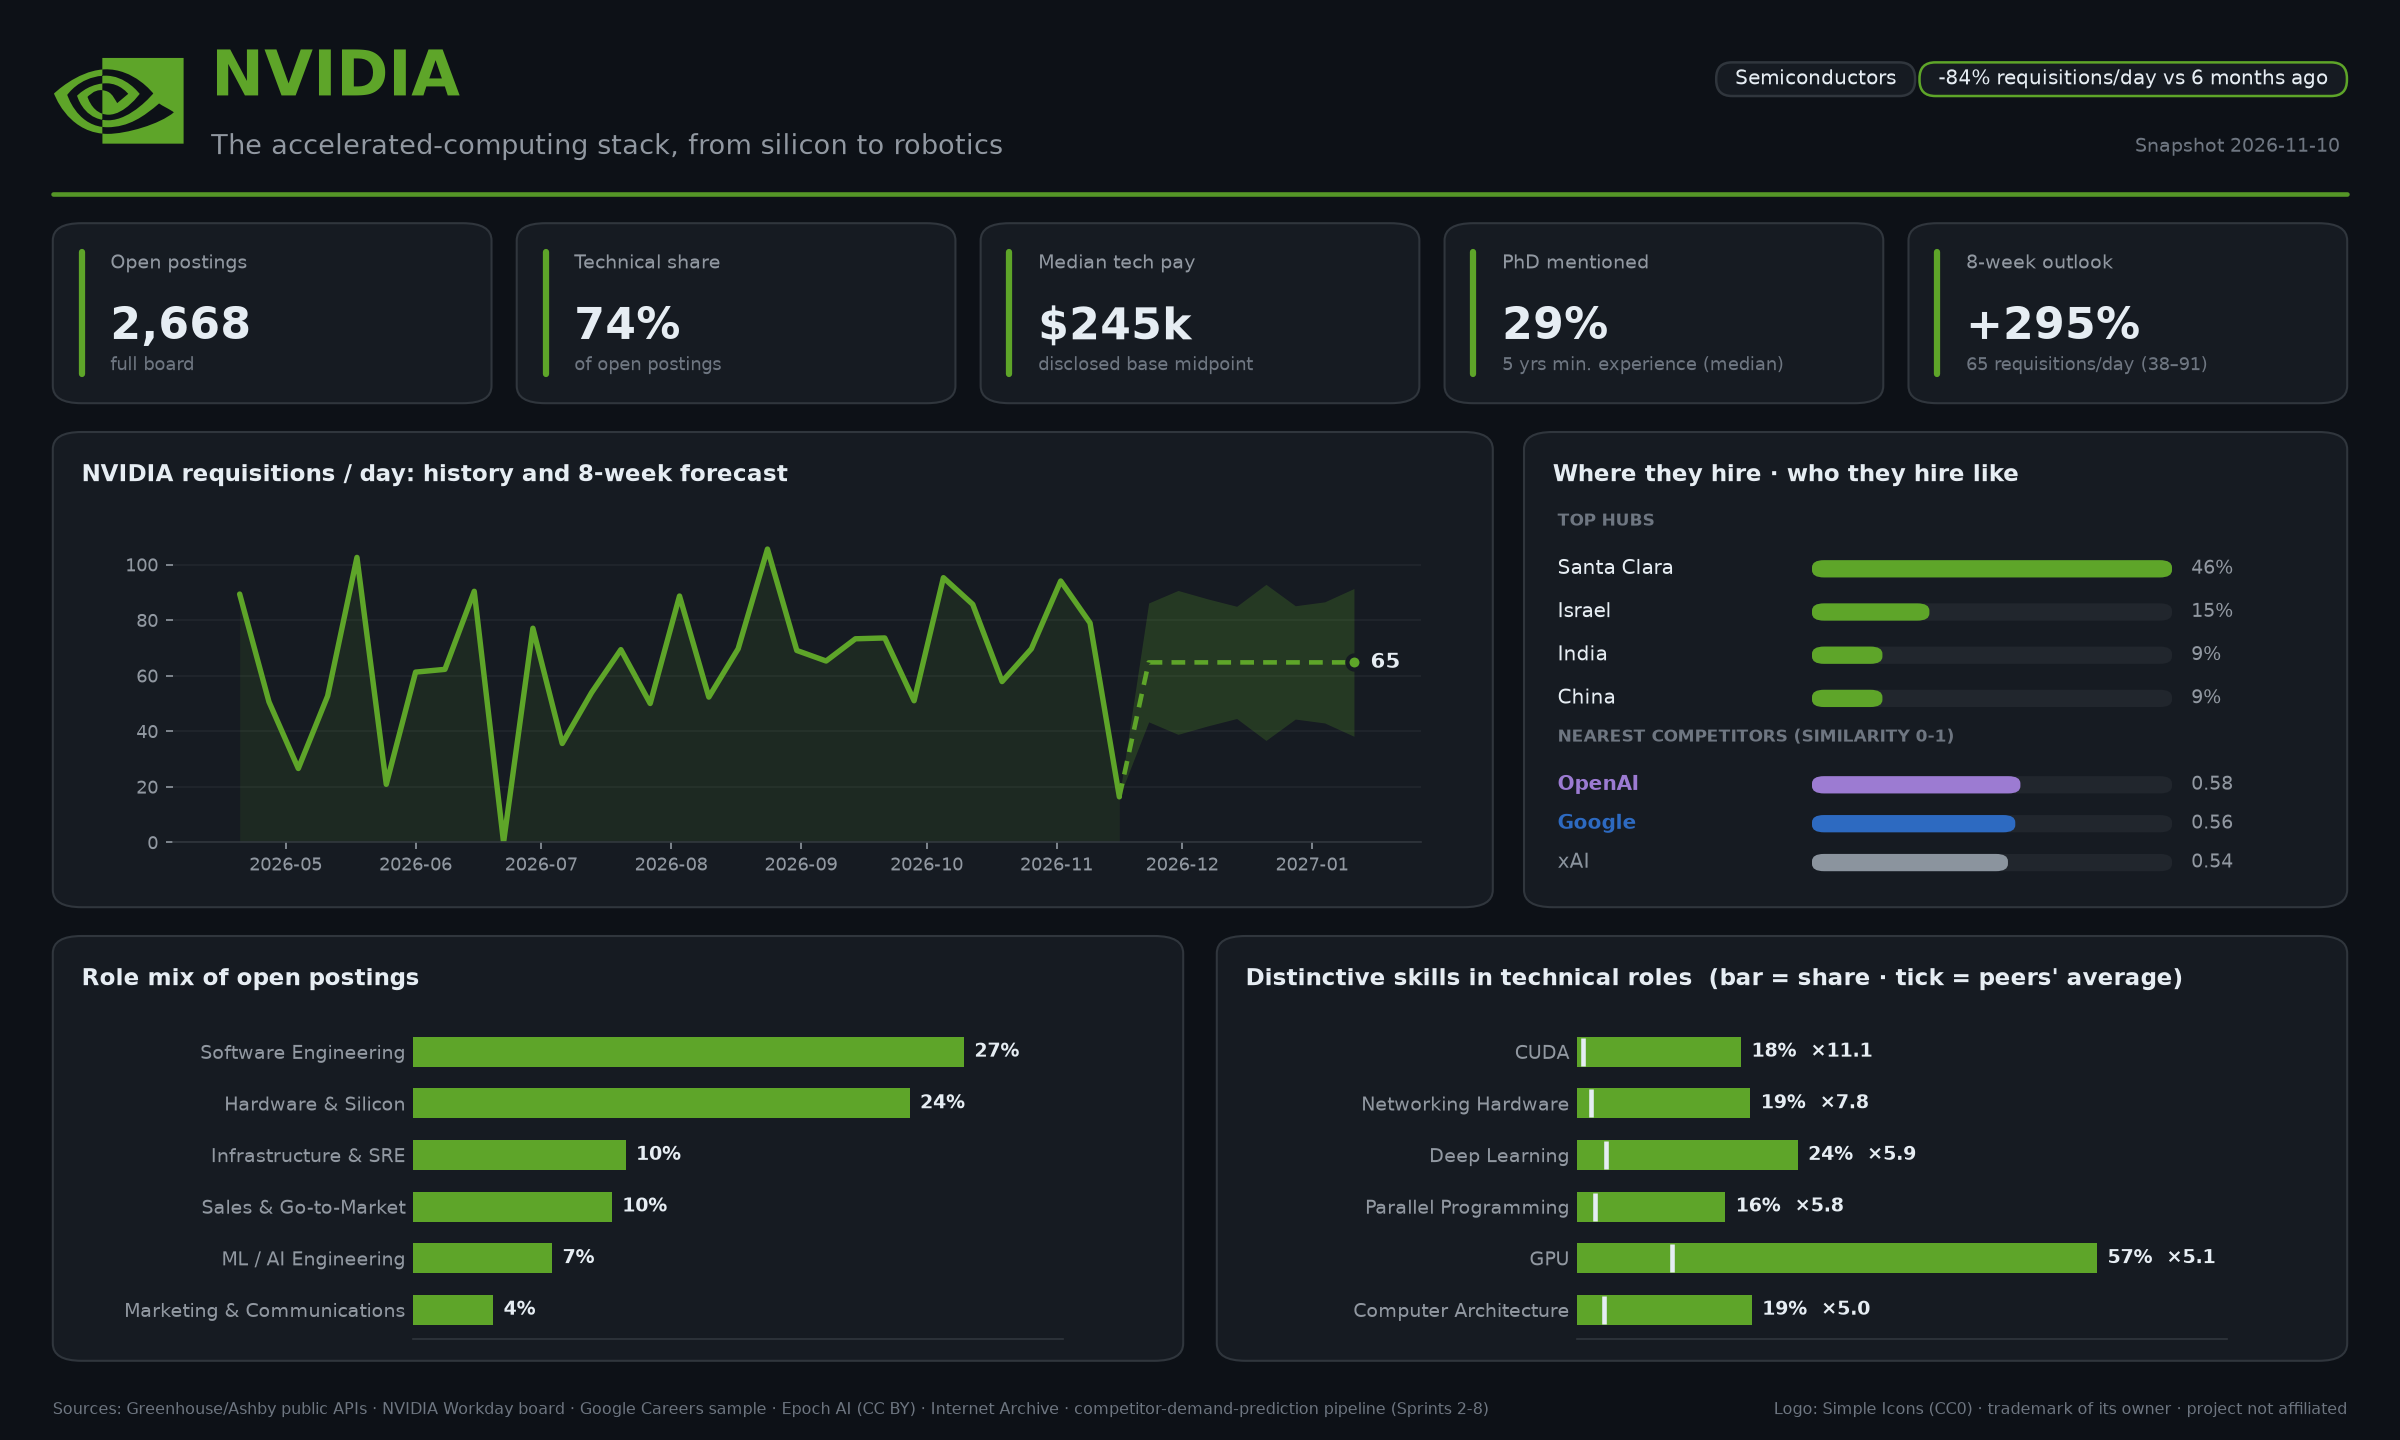 NVIDIA
The accelerated-computing stack, from silicon to robotics
Semiconductors
-84% requisitions/day vs 6 months ago
Snapshot 2026-11-10
Open postings
2,668
full board
Technical share
74%
of open postings
Median tech pay
$245k
disclosed base midpoint
PhD mentioned
29%
5 yrs min. experience (median)
8-week outlook
+295%
65 requisitions/day (38–91)
NVIDIA requisitions / day: history and 8-week forecast
100
80
60
40
20
0
65
2026-05
2026-06
2026-07
2026-08
2026-09
2026-10
2026-11
2026-12
2027-01
Where they hire · who they hire like
TOP HUBS
Santa Clara 46%
Israel 15%
India 9%
China 9%
NEAREST COMPETITORS (SIMILARITY 0-1)
OpenAI 0.58
Google 0.56
xAI 0.54
Role mix of open postings
Software Engineering 27%
Hardware & Silicon 24%
Infrastructure & SRE 10%
Sales & Go-to-Market 10%
ML / AI Engineering 7%
Marketing & Communications 4%
Distinctive skills in technical roles (bar = share · tick = peers' average)
CUDA 18% ×11.1
Networking Hardware 19% ×7.8
Deep Learning 24% ×5.9
Parallel Programming 16% ×5.8
GPU 57% ×5.1
Computer Architecture 19% ×5.0
Sources: Greenhouse/Ashby public APIs · NVIDIA Workday board · Google Careers sample · Epoch AI (CC BY) · Internet Archive · competitor-demand-prediction pipeline (Sprints 2-8)
Logo: Simple Icons (CC0) · trademark of its owner · project not affiliated